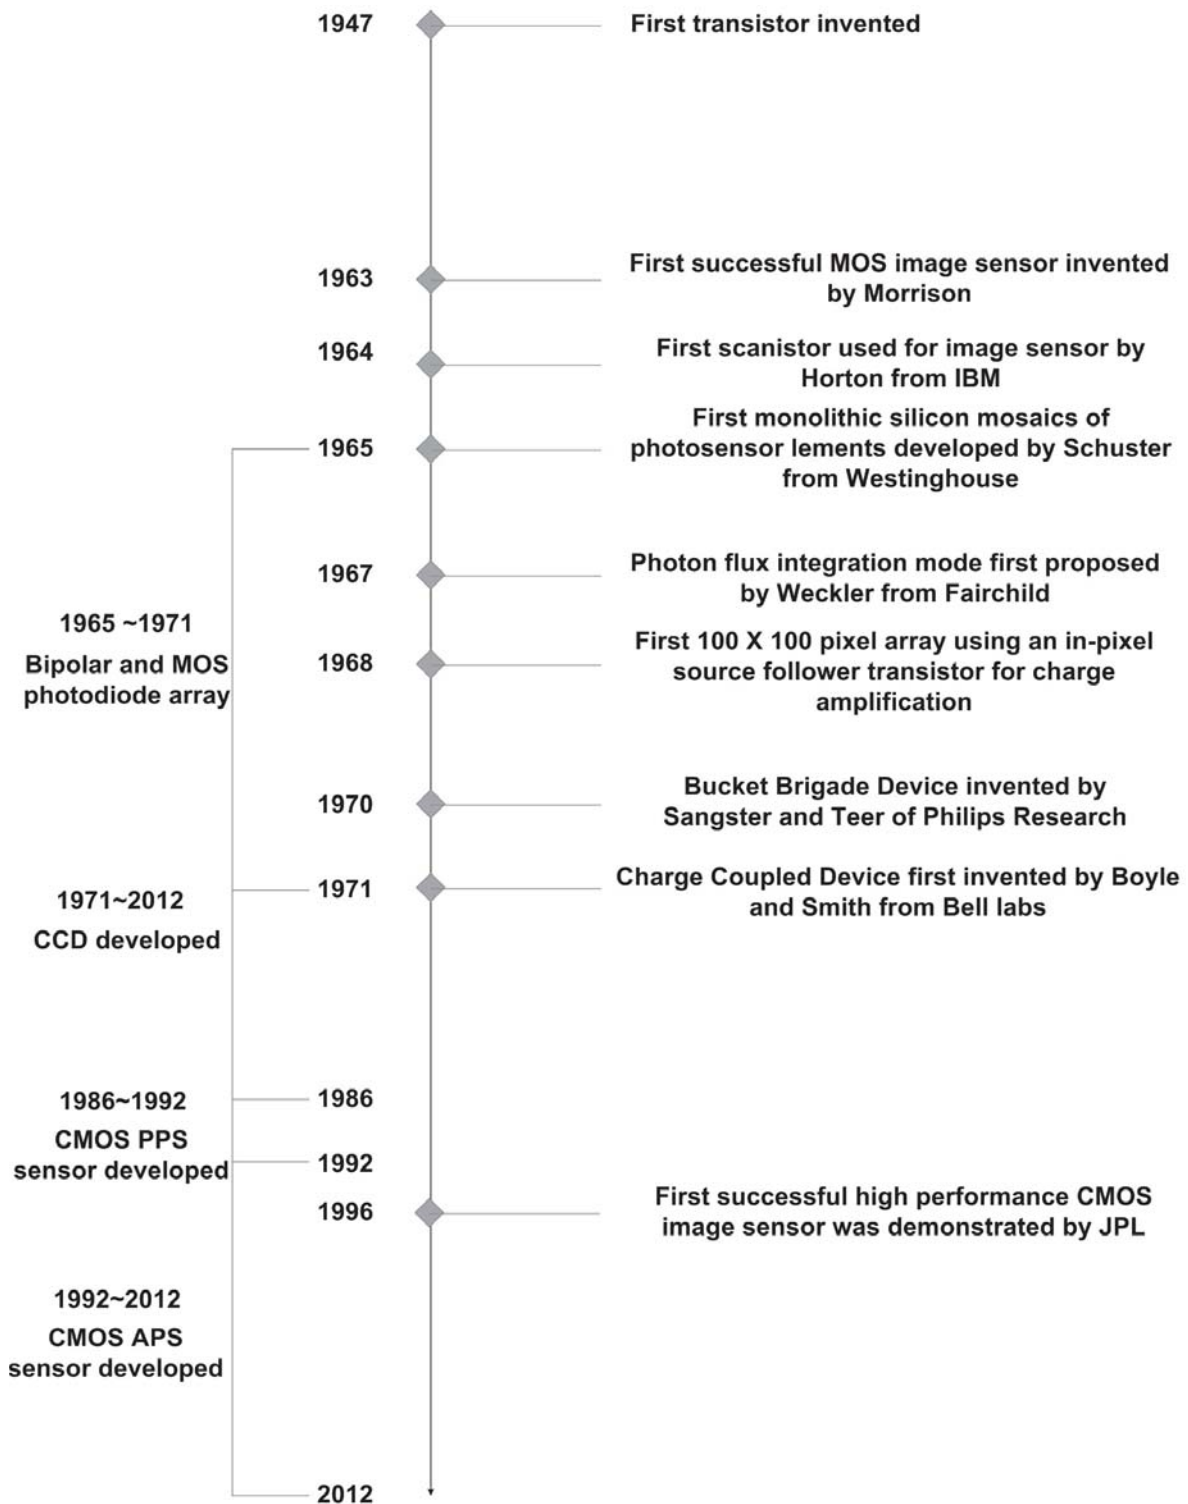 1947
First transistor invented
1963
First successful MOS image sensor invented
by Morrison
1964
First scanistor used for image sensor by
Horton from IBM
1965
First monolithic silicon mosaics of
photosensor lements developed by Schuster
from Westinghouse
1967
Photon flux integration mode first proposed
by Weckler from Fairchild
1965 ~1971
Bipolar and MOS
photodiode array
1968
First 100 X 100 pixel array using an in-pixel
source follower transistor for charge
amplification
1970
Bucket Brigade Device invented by
Sangster and Teer of Philips Research
1971~2012
CCD developed
1971
Charge Coupled Device first invented by Boyle
and Smith from Bell labs
1986~1992
CMOS PPS
sensor developed
1986
1992
1996
First successful high performance CMOS
image sensor was demonstrated by JPL
1992~2012
CMOS APS
sensor developed
2012